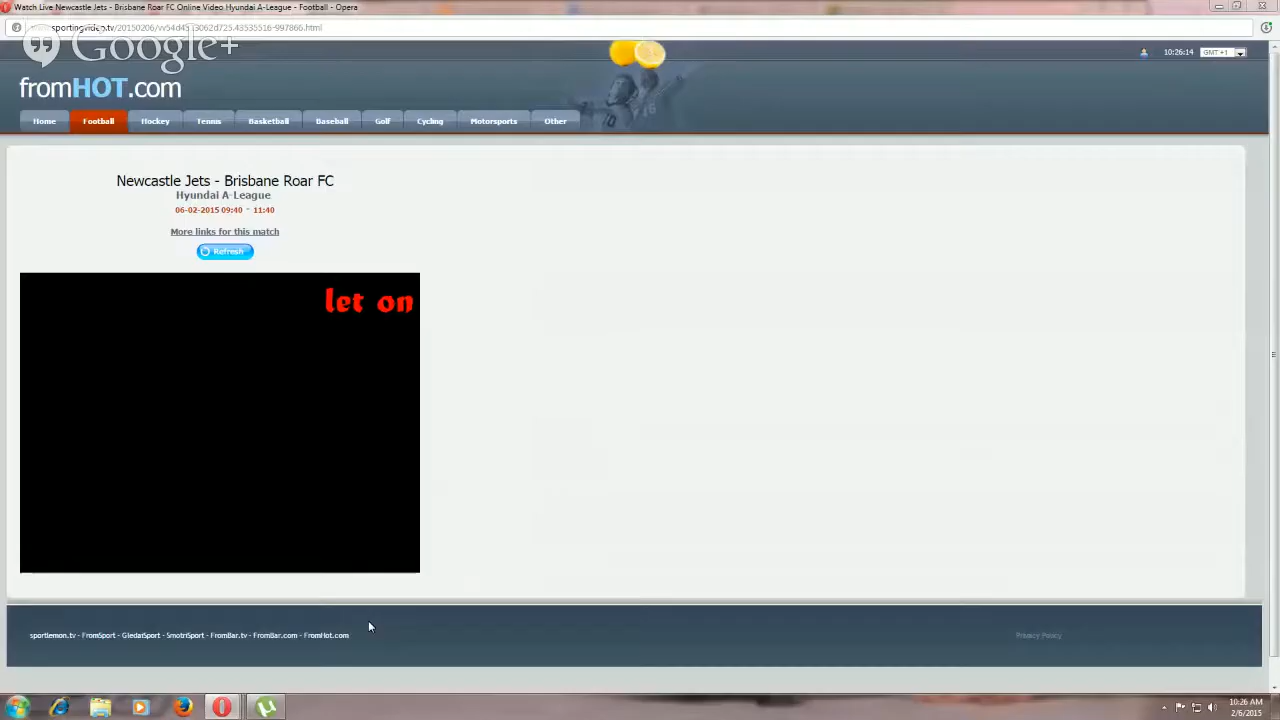 Watch Live Newcastle Jets - Brisbane Roar FC Online Video Hyundai A-League - Football - Opera
Google+
10:26:14
GMT +1
fromHOT.com
Home
Football
Hockey
Tennis
Basketball
Baseball
Golf
Cycling
Motorsports
Other
Newcastle Jets - Brisbane Roar FC
Hyundai A-League
06-02-2015 09:40 - 11:40
More links for this match
Refresh
let on
sportlemon.tv - FromSport - GledaiSport - SmotriSport - FromBar.tv - FromBar.com - FromHot.com
Privacy Policy
10:26 AM
2/6/2015